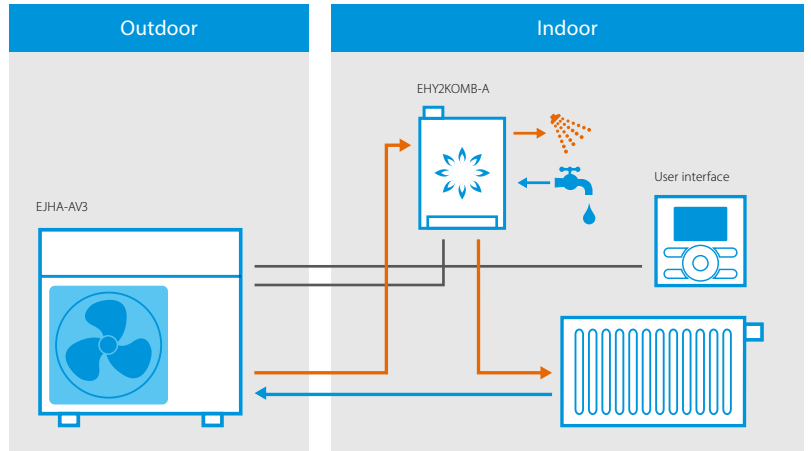 Outdoor
Indoor
EHY2KOMB-A
User interface
EJHA-AV3